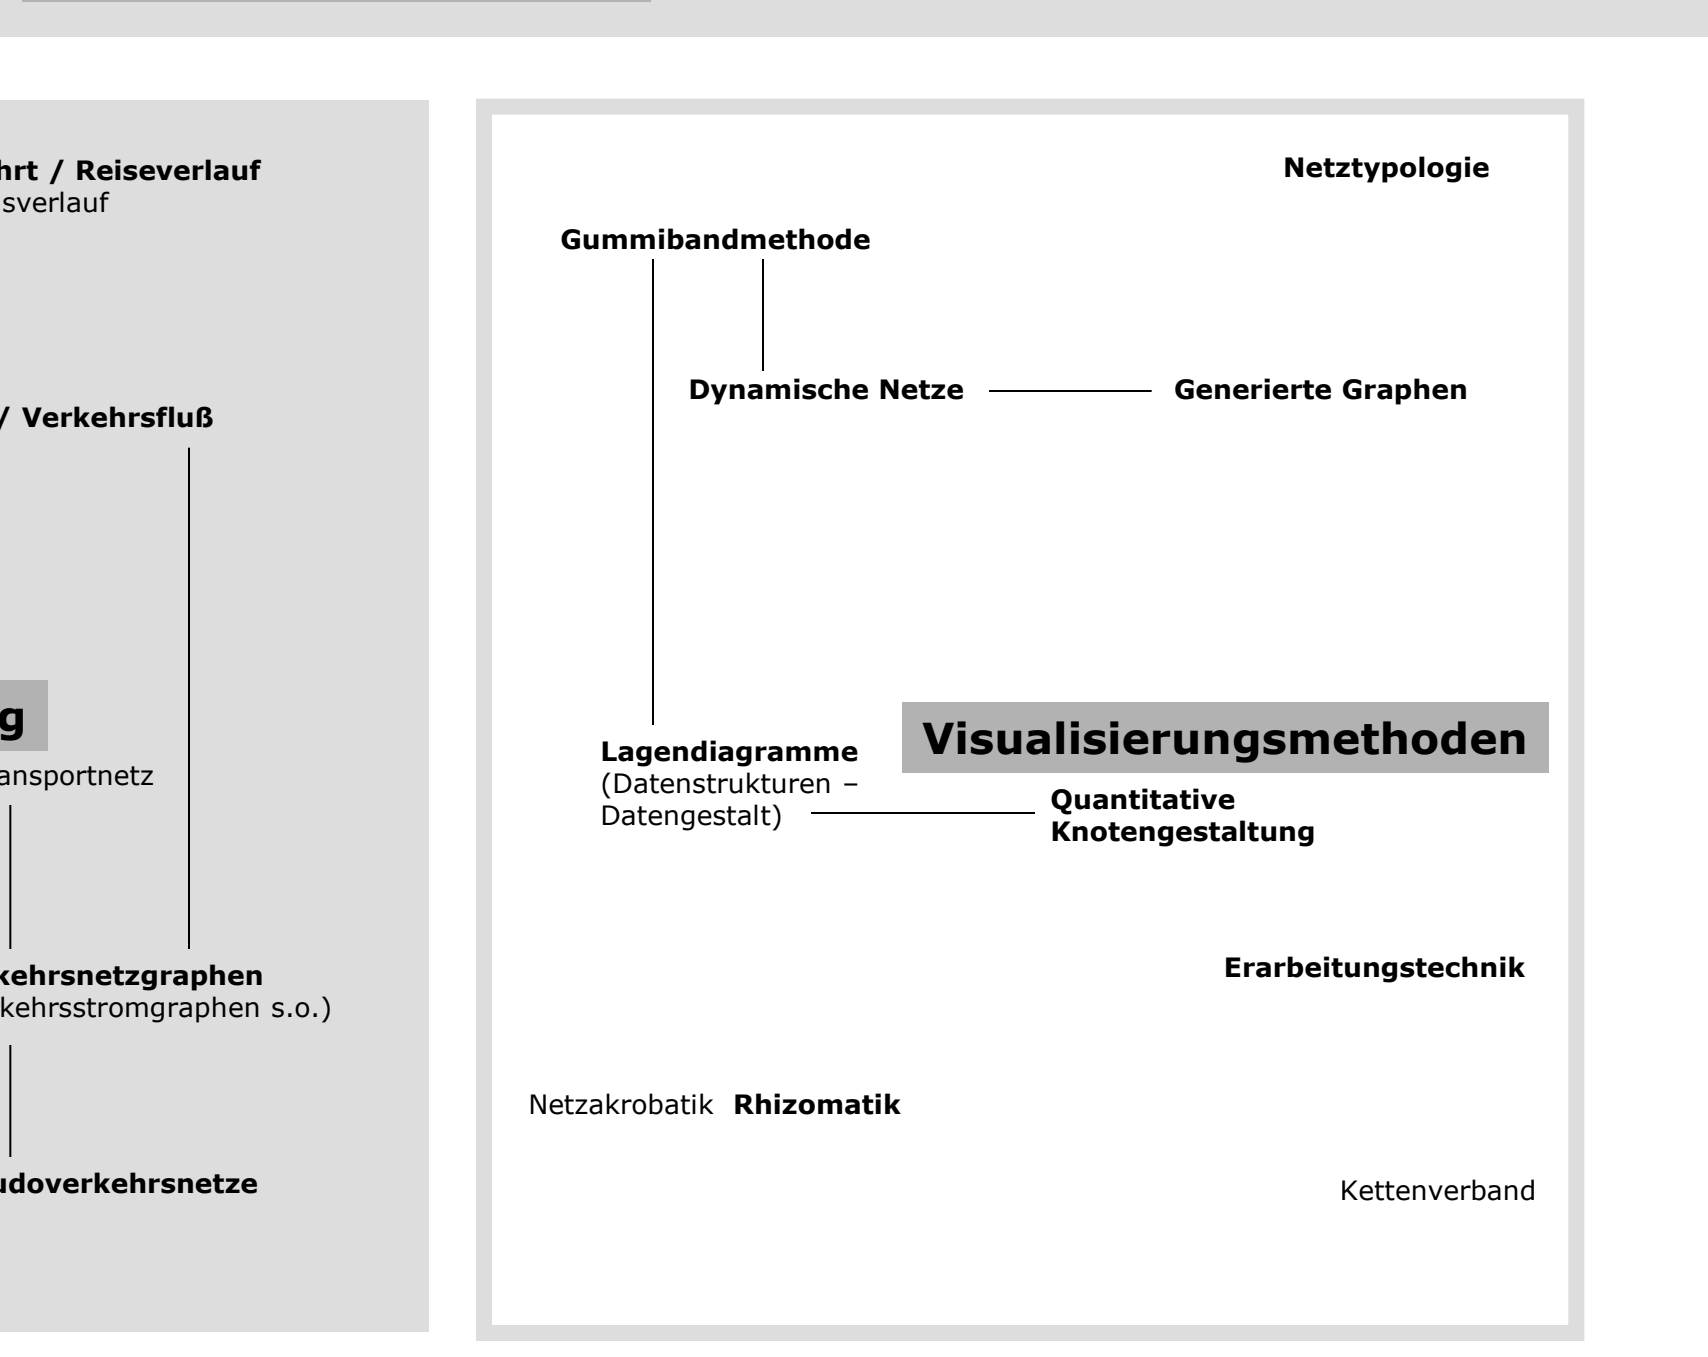 hrt / Reiseverlauf
sverlauf
/ Verkehrsfluß
g
ansportnetz
kehrsnetzgraphen
kehrsstromgraphen s.o.)
udoverkehrsnetze
Netztypologie
Gummibandmethode
Dynamische Netze
Generierte Graphen
Visualisierungsmethoden
Lagendiagramme
(Datenstrukturen –
Datengestalt)
Quantitative
Knotengestaltung
Erarbeitungstechnik
Netzakrobatik Rhizomatik
Kettenverband